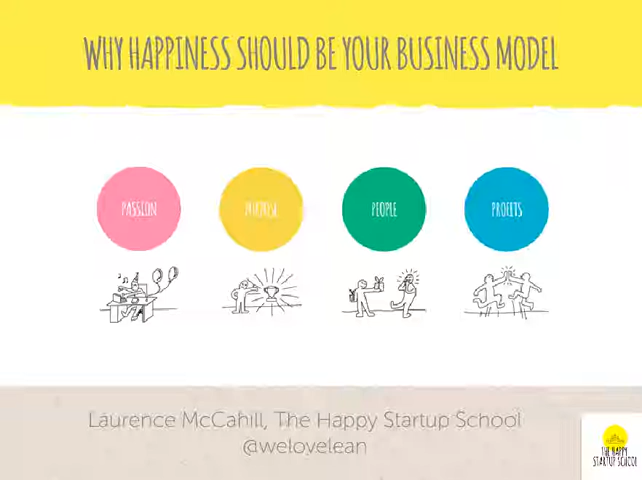 WHY HAPPINESS SHOULD BE YOUR BUSINESS MODEL
PASSION
PURPOSE
PEOPLE
PROFITS
Laurence McCahill, The Happy Startup School
@welovelean
THE HAPPY
STARTUP SCHOOL